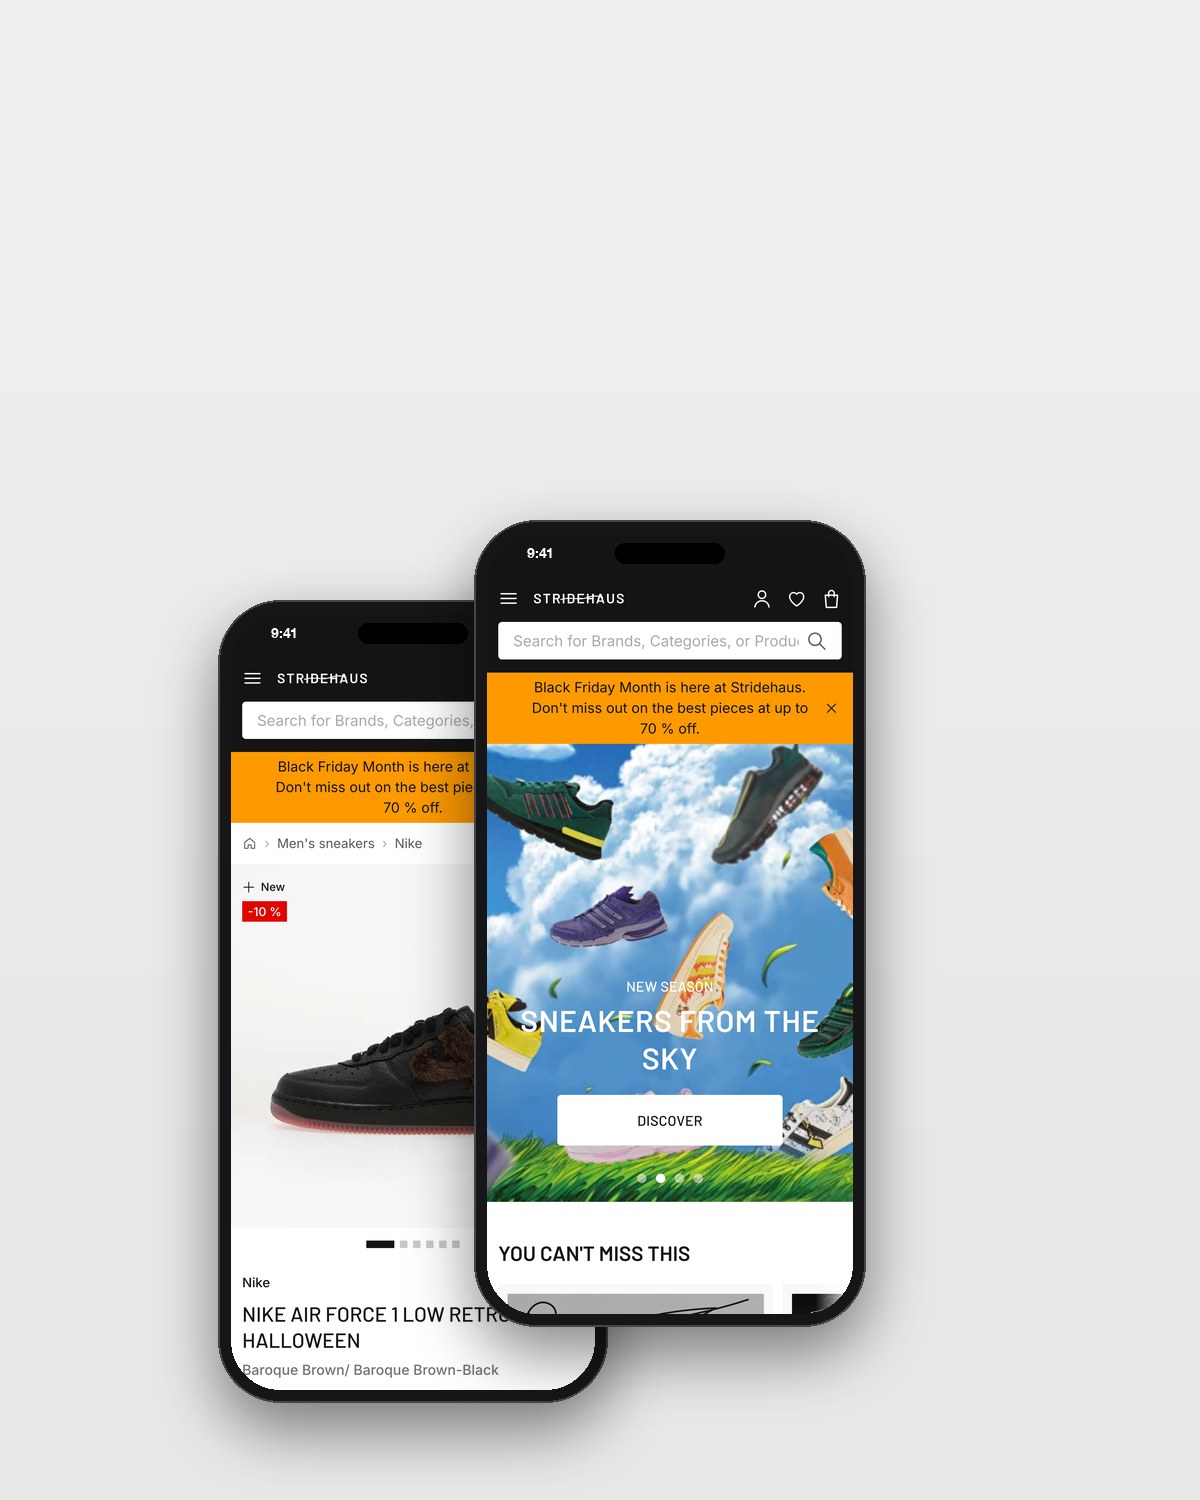 9:41
STRIDEHAUS
Search for Brands, Categories,
Black Friday Month is here at
Don't miss out on the best
70 % off.
Men's sneakers › Nike
New
-10 %
Nike
NIKE AIR FORCE 1 LOW
HALLOWEEN
Baroque Brown/ Baroque Brown-Black
9:41
STRIDEHAUS
Search for Brands, Categories, or
Black Friday Month is here at Stridehaus.
Don't miss out on the best pieces at up to
70 % off.
NEW SEASON
SNEAKERS FROM THE
SKY
DISCOVER
YOU CAN'T MISS THIS